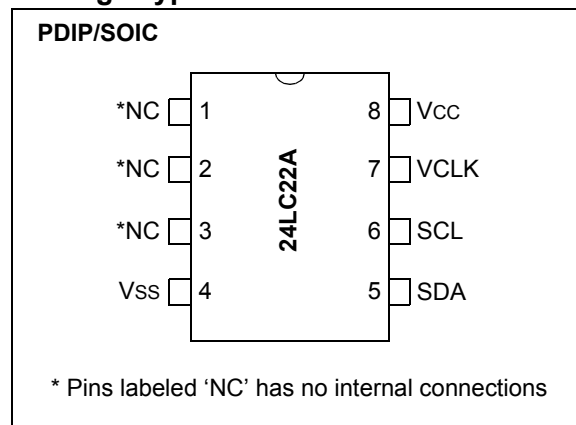 PDIP/SOIC
*NC 1 8 VCC
*NC 2 7 VCLK
*NC 3 6 SCL
VSS 4 5 SDA
24LC22A
* Pins labeled ‘NC’ has no internal connections